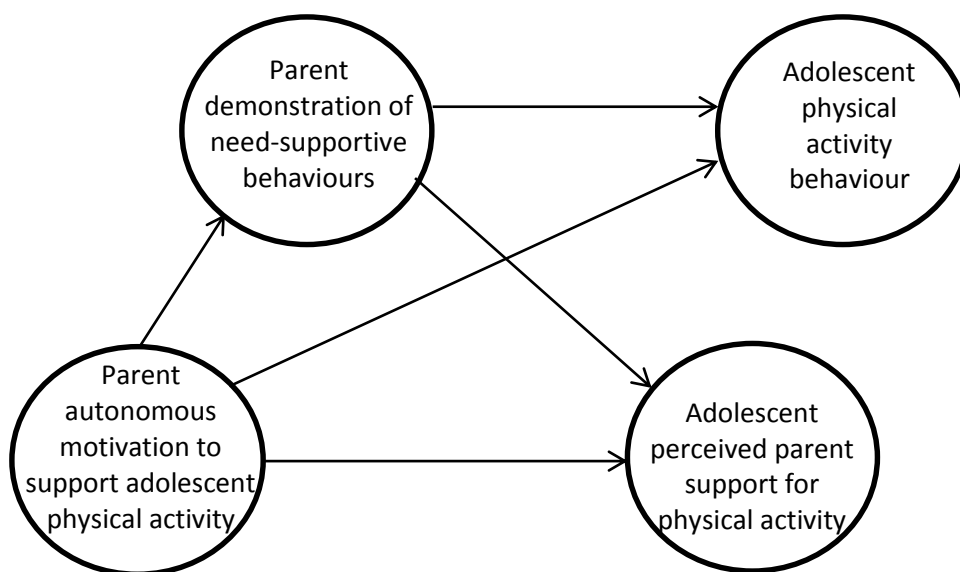 Parent
demonstration of
need-supportive
behaviours
Adolescent
physical
activity
behaviour
Parent
autonomous
motivation to
support adolescent
physical activity
Adolescent
perceived parent
support for
physical activity